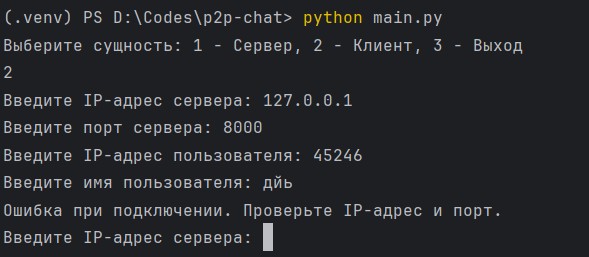 (.venv) PS D:\Codes\p2p-chat> python main.py
Выберите сущность: 1 - Сервер, 2 - Клиент, 3 - Выход
2
Введите IP-адрес сервера: 127.0.0.1
Введите порт сервера: 8000
Введите IP-адрес пользователя: 45246
Введите имя пользователя: дйь
Ошибка при подключении. Проверьте IP-адрес и порт.
Введите IP-адрес сервера: